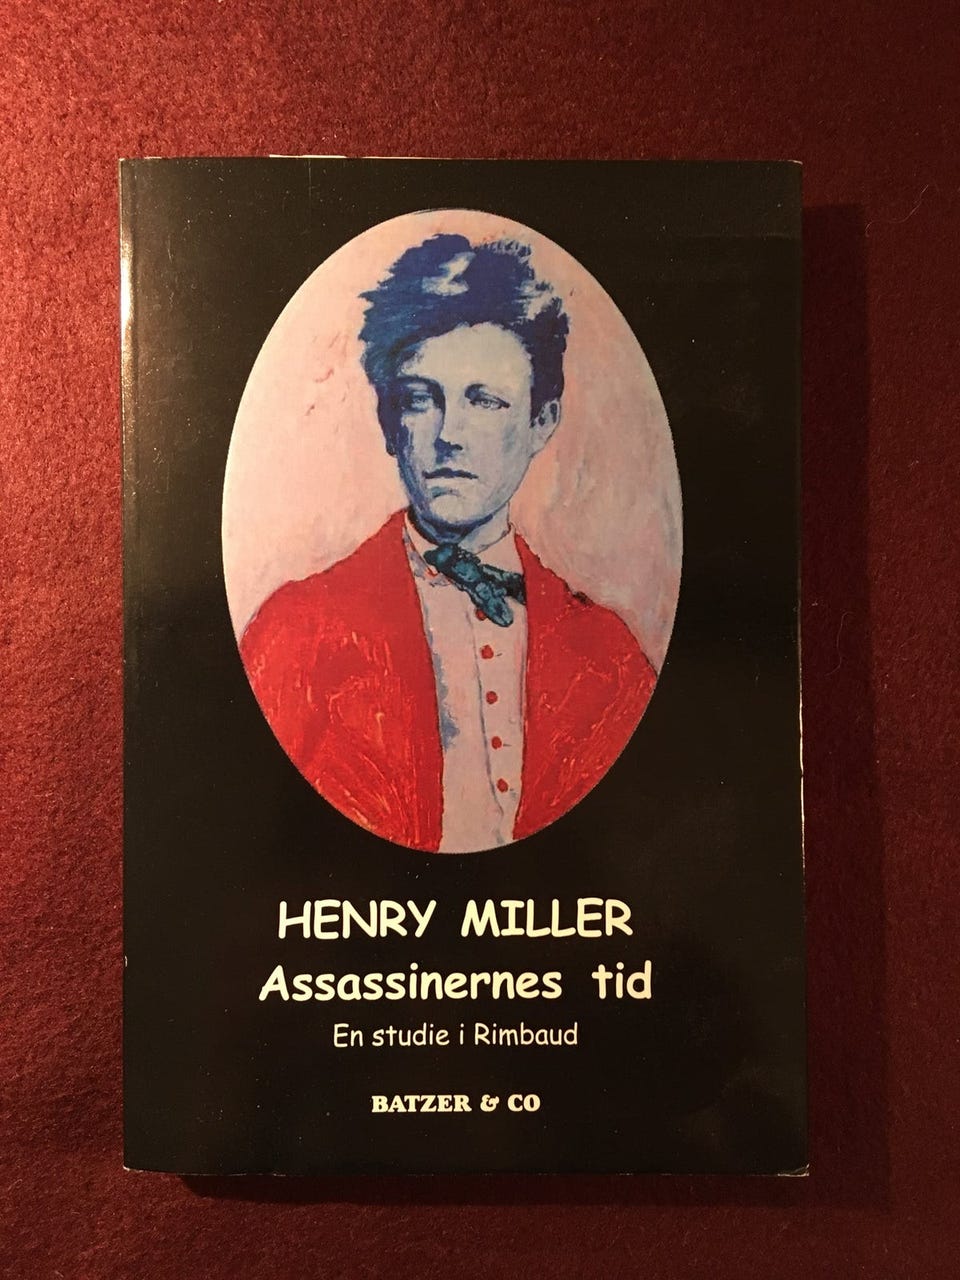 HENRY MILLER
Assassinernes tid
En studie i Rimbaud
BATZER & CO